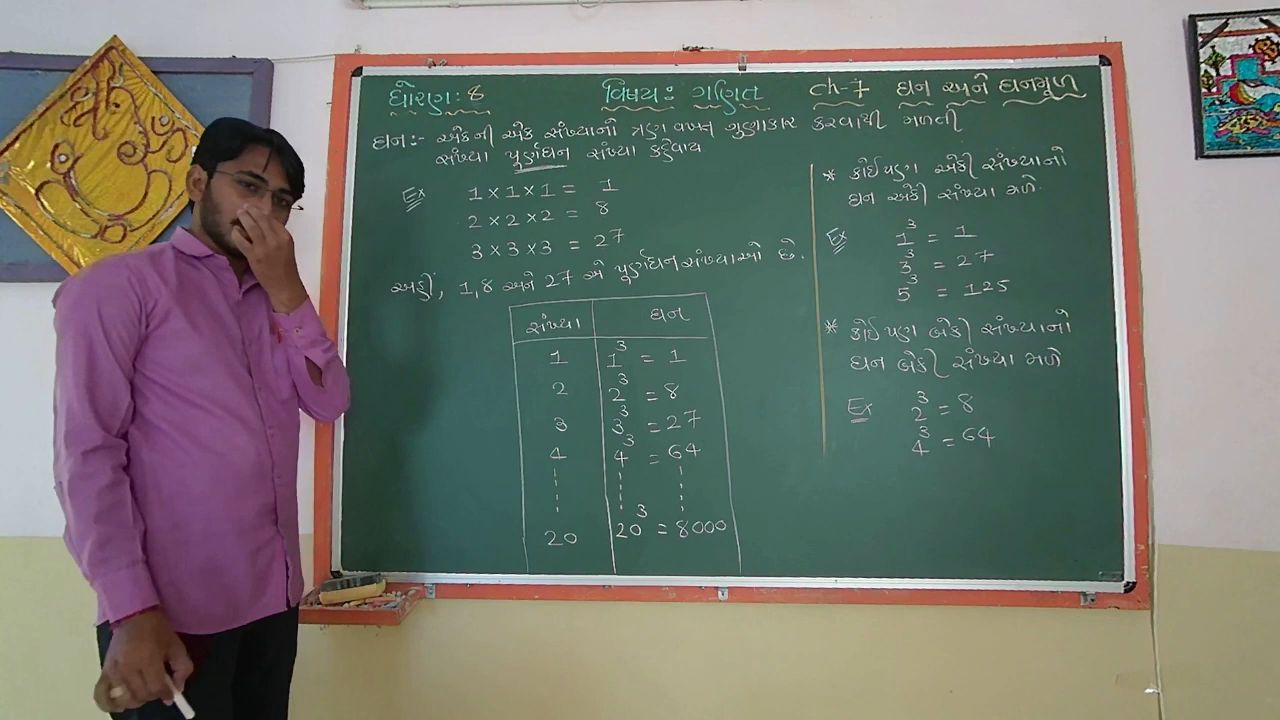 ધોરણ: ૮ વિષય: ગણિત ch-7 ઘન અને ઘનમૂળ
ઘન:- એકની એક સંખ્યાનો ત્રણ વખત ગુણાકાર કરવાથી મળતી
સંખ્યા પૂર્ણઘન સંખ્યા કહેવાય
Ex 1 × 1 × 1 = 1
2 × 2 × 2 = 8
3 × 3 × 3 = 27
અહીં, 1,8 અને 27 એ પૂર્ણઘન સંખ્યાઓ છે.
સંખ્યા ઘન
1 1³ = 1
2 2³ = 8
3 3³ = 27
4 4³ = 64
20 20³ = 8000
* કોઈપણ એકી સંખ્યાનો
ઘન એકી સંખ્યા મળે.
Ex 1³ = 1
3³ = 27
5³ = 125
* કોઈપણ બેકી સંખ્યાનો
ઘન બેકી સંખ્યા મળે
Ex 2³ = 8
4³ = 64